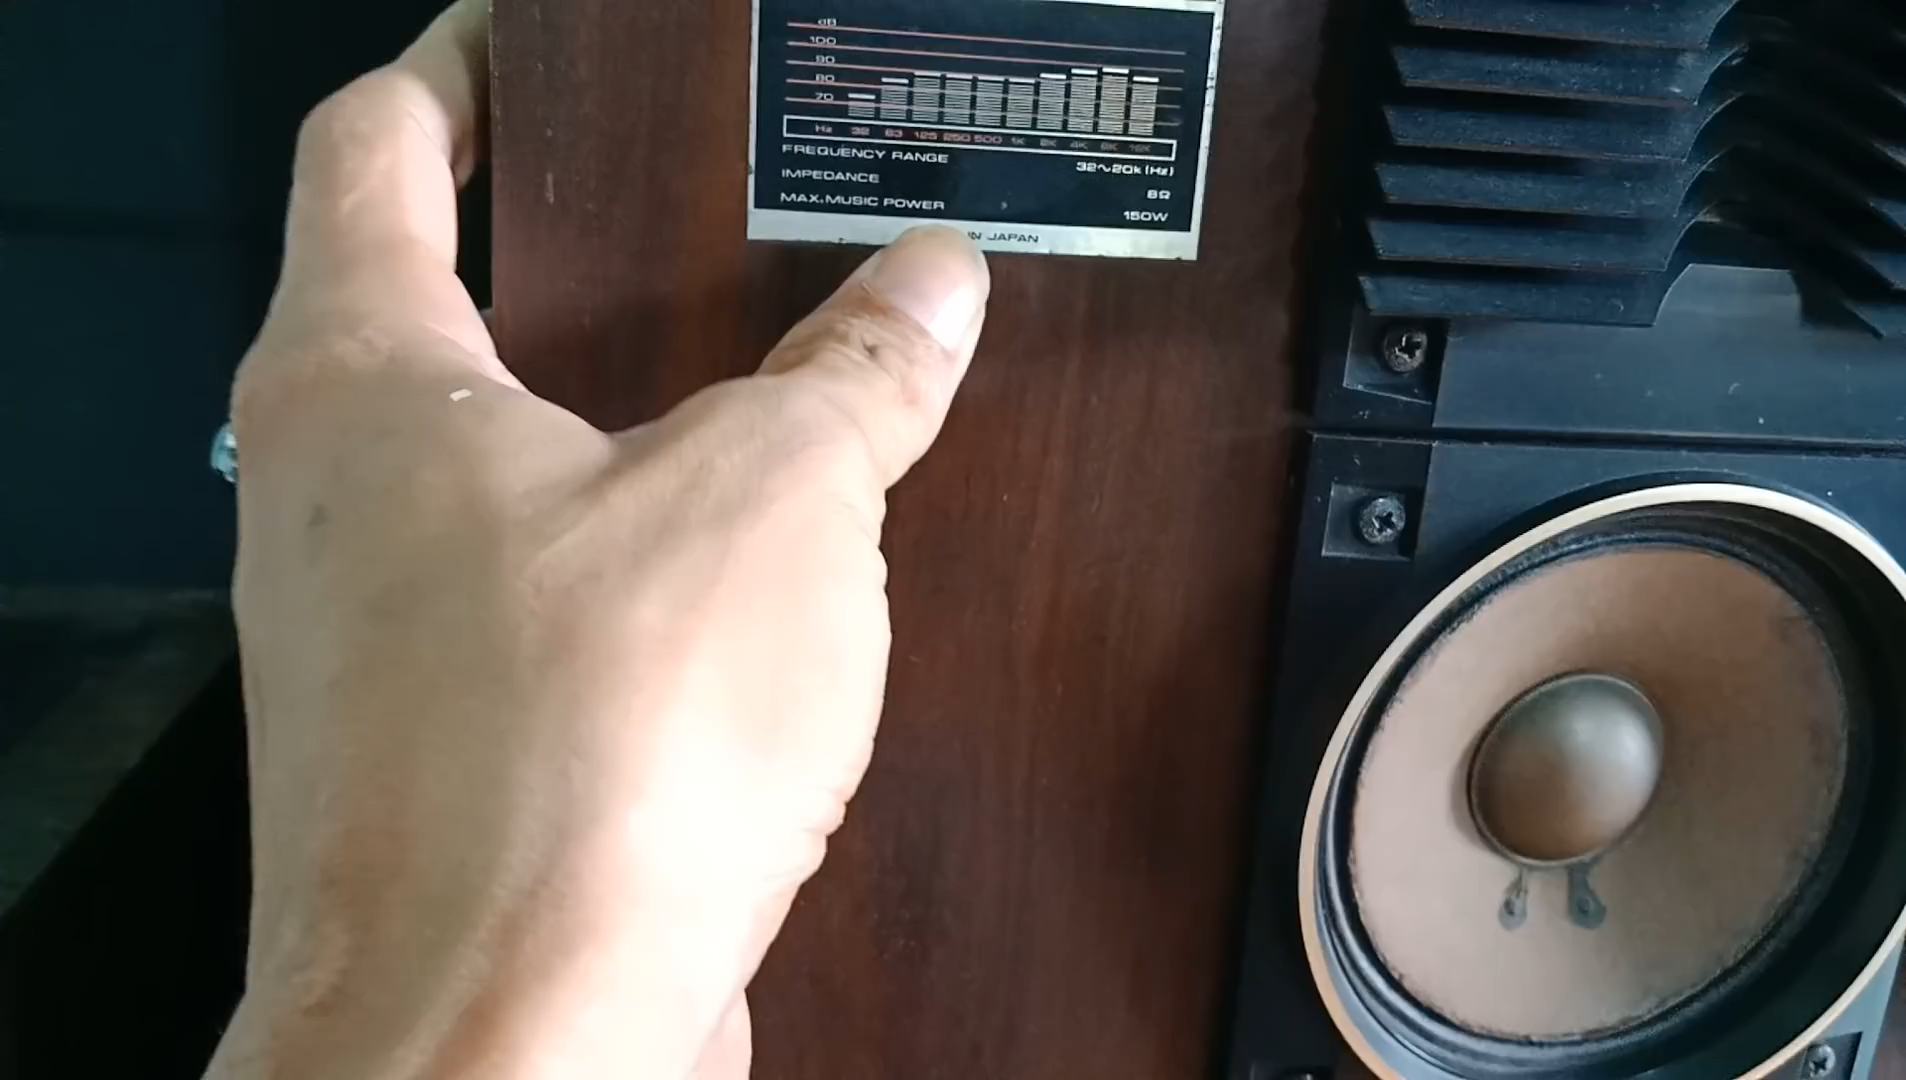 dB
100
90
80
70
Hz 32 63 125 250 500 1K 2K 4K 8K 16K
FREQUENCY RANGE 32~20k(Hz)
IMPEDANCE 8Ω
MAX.MUSIC POWER 150W
IN JAPAN